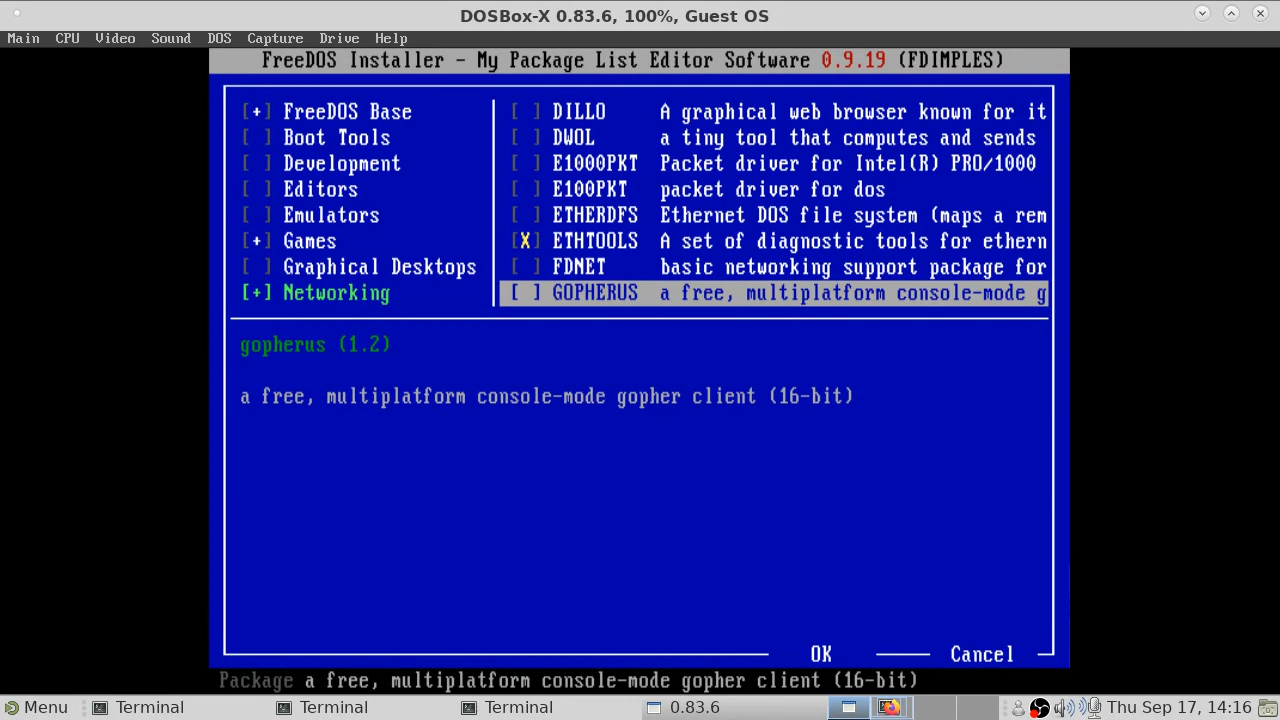 DOSBox-X 0.83.6, 100%, Guest OS
Main CPU Video Sound DOS Capture Drive Help
FreeDOS Installer - My Package List Editor Software 0.9.19 (FDIMPLES)
[+] FreeDOS Base
[ ] Boot Tools
[ ] Development
[ ] Editors
[ ] Emulators
[+] Games
[ ] Graphical Desktops
[+] Networking
[ ] DILLO A graphical web browser known for it
[ ] DWOL a tiny tool that computes and sends
[ ] E1000PKT Packet driver for Intel(R) PRO/1000
[ ] E100PKT packet driver for dos
[ ] ETHERDFS Ethernet DOS file system (maps a rem
[X] ETHTOOLS A set of diagnostic tools for ethern
[ ] FDNET basic networking support package for
[ ] GOPHERUS a free, multiplatform console-mode g
gopherus (1.2)
a free, multiplatform console-mode gopher client (16-bit)
OK Cancel
Package a free, multiplatform console-mode gopher client (16-bit)
Menu Terminal Terminal Terminal 0.83.6 Thu Sep 17, 14:16